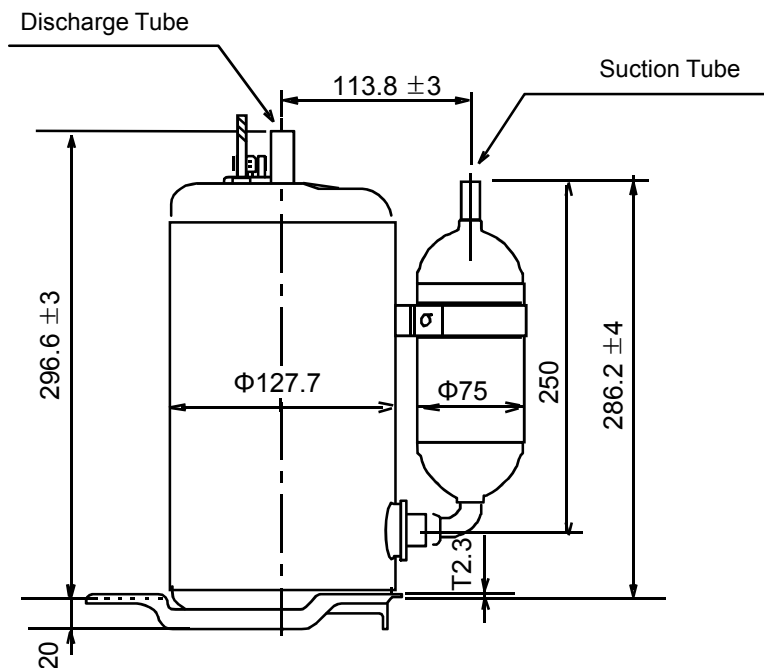 Discharge Tube
113.8 ±3
Suction Tube
296.6 ±3
Φ127.7
Φ75
250
286.2 ±4
T2.3
20